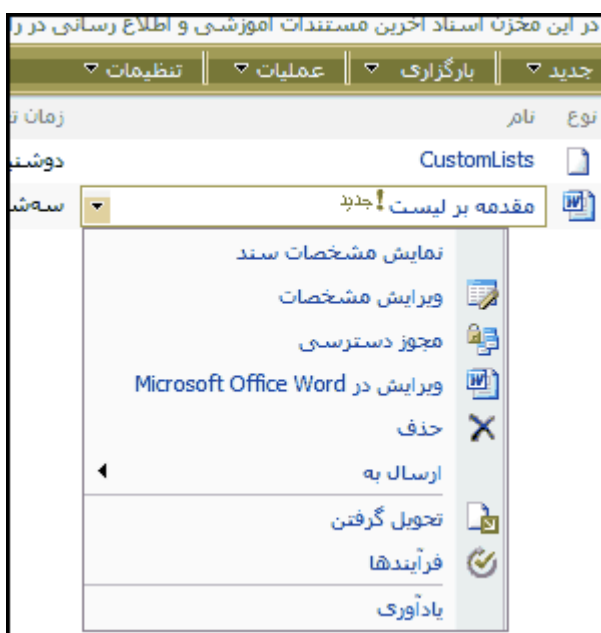 در این مخزن اسناد آخرین مستندات آموزشی و اطلاع رسانی در
جدید بارگزاری عملیات تنظیمات
نوع نام زمان
CustomLists
مقدمه بر لیست ! جدید
نمایش مشخصات سند
ویرایش مشخصات
مجوز دسترسی
ویرایش در Microsoft Office Word
حذف
ارسال به
تحویل گرفتن
فرآیندها
یادآوری